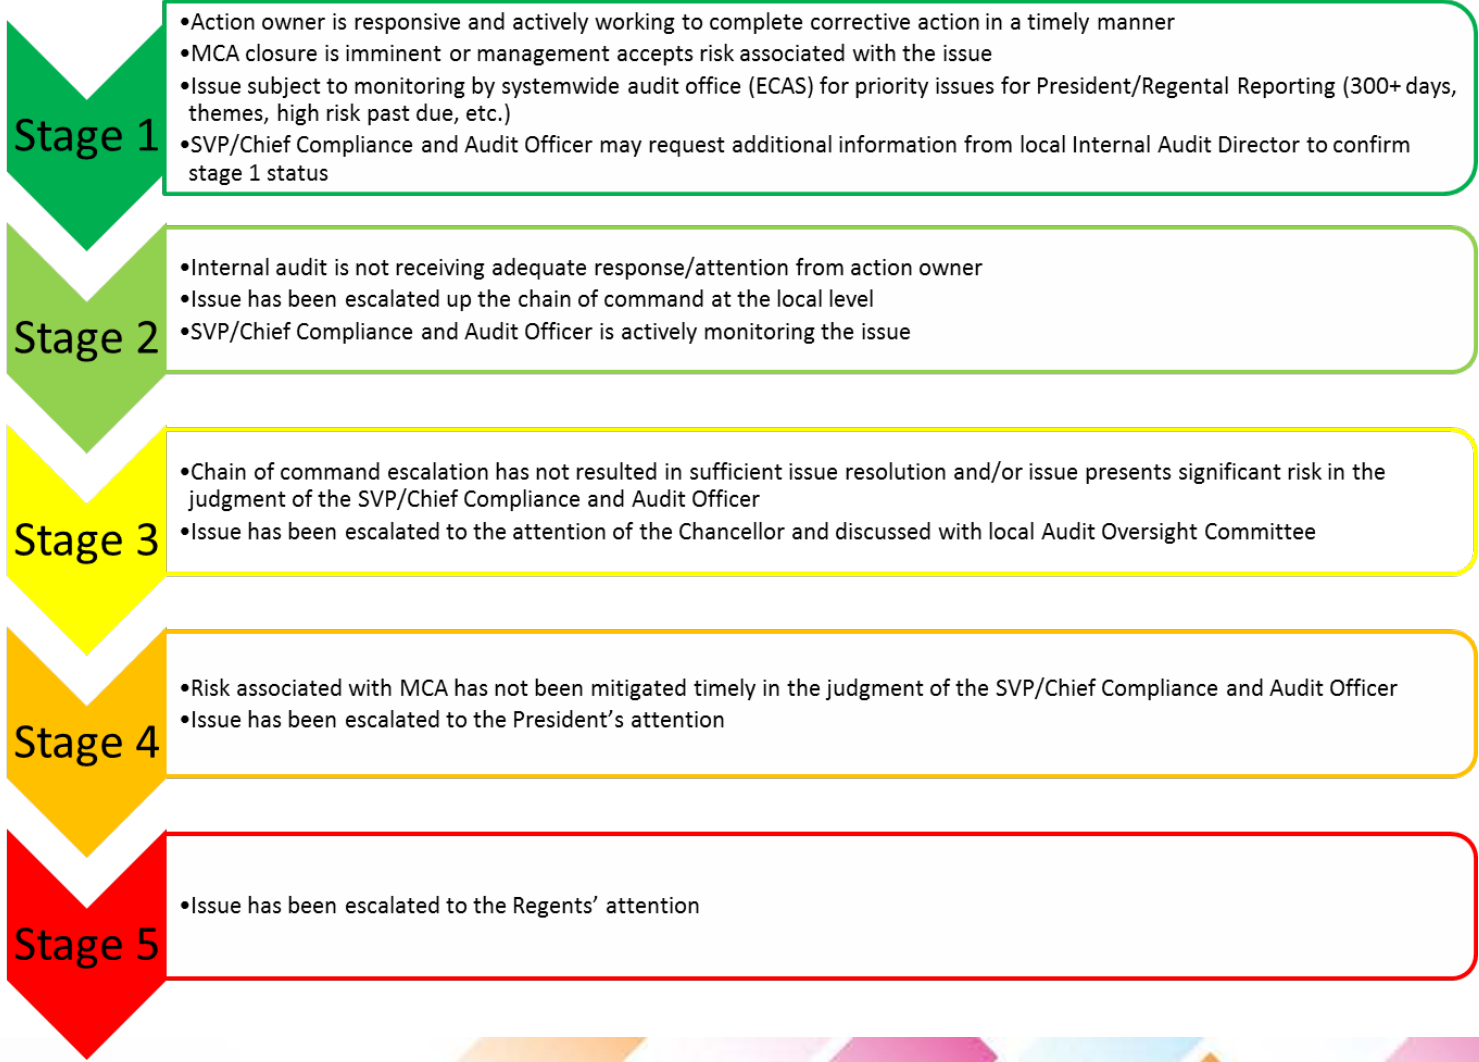 •Action owner is responsive and actively working to complete corrective action in a timely manner
•MCA closure is imminent or management accepts risk associated with the issue
•Issue subject to monitoring by systemwide audit office (ECAS) for priority issues for President/Regental Reporting (300+ days,
themes, high risk past due, etc.)
Stage 1
•SVP/Chief Compliance and Audit Officer may request additional information from local Internal Audit Director to confirm
stage 1 status
•Internal audit is not receiving adequate response/attention from action owner
•Issue has been escalated up the chain of command at the local level
Stage 2
•SVP/Chief Compliance and Audit Officer is actively monitoring the issue
•Chain of command escalation has not resulted in sufficient issue resolution and/or issue presents significant risk in the
judgment of the SVP/Chief Compliance and Audit Officer
Stage 3
•Issue has been escalated to the attention of the Chancellor and discussed with local Audit Oversight Committee
•Risk associated with MCA has not been mitigated timely in the judgment of the SVP/Chief Compliance and Audit Officer
•Issue has been escalated to the President’s attention
Stage 4
•Issue has been escalated to the Regents’ attention
Stage 5